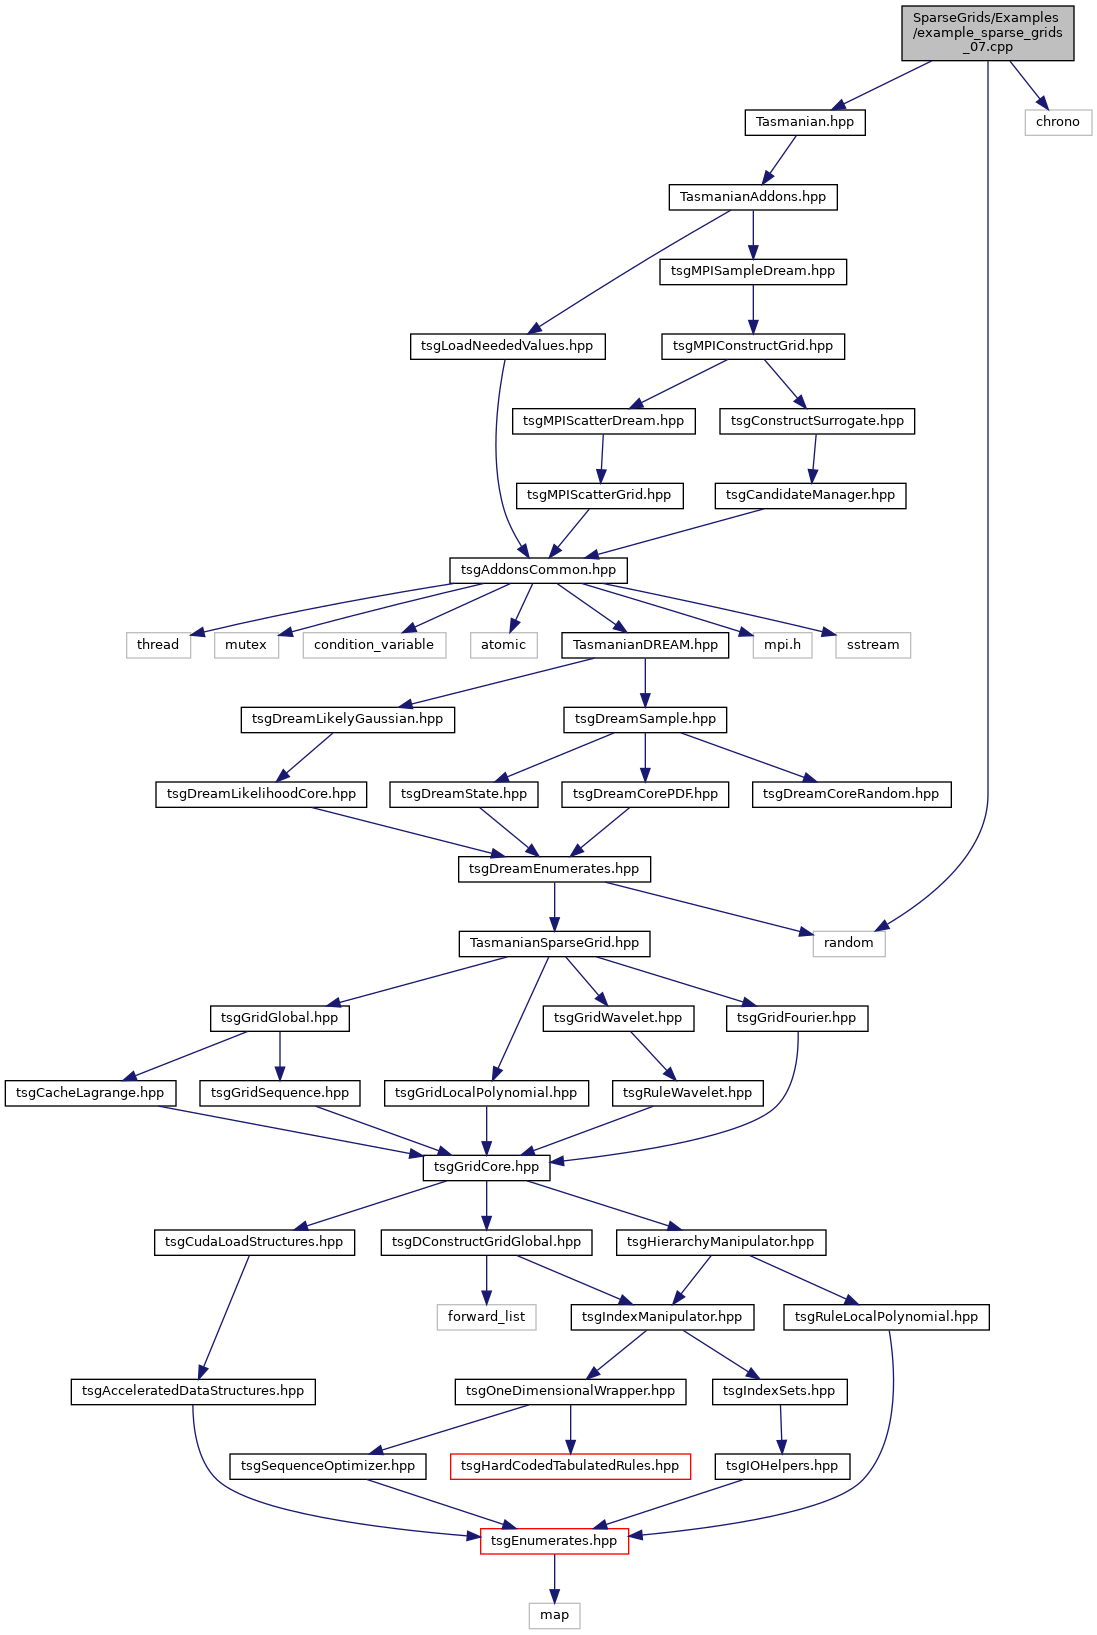 SparseGrids/Examples
/example_sparse_grids
_07.cpp
Tasmanian.hpp
chrono
TasmanianAddons.hpp
tsgMPISampleDream.hpp
tsgLoadNeededValues.hpp
tsgMPIConstructGrid.hpp
tsgMPIScatterDream.hpp
tsgConstructSurrogate.hpp
tsgMPIScatterGrid.hpp
tsgCandidateManager.hpp
tsgAddonsCommon.hpp
thread
mutex
condition_variable
atomic
TasmanianDREAM.hpp
mpi.h
sstream
tsgDreamLikelyGaussian.hpp
tsgDreamSample.hpp
tsgDreamLikelihoodCore.hpp
tsgDreamState.hpp
tsgDreamCorePDF.hpp
tsgDreamCoreRandom.hpp
tsgDreamEnumerates.hpp
TasmanianSparseGrid.hpp
random
tsgGridGlobal.hpp
tsgGridWavelet.hpp
tsgGridFourier.hpp
tsgCacheLagrange.hpp
tsgGridSequence.hpp
tsgGridLocalPolynomial.hpp
tsgRuleWavelet.hpp
tsgGridCore.hpp
tsgCudaLoadStructures.hpp
tsgDConstructGridGlobal.hpp
tsgHierarchyManipulator.hpp
forward_list
tsgIndexManipulator.hpp
tsgRuleLocalPolynomial.hpp
tsgAcceleratedDataStructures.hpp
tsgOneDimensionalWrapper.hpp
tsgIndexSets.hpp
tsgSequenceOptimizer.hpp
tsgHardCodedTabulatedRules.hpp
tsgIOHelpers.hpp
tsgEnumerates.hpp
map